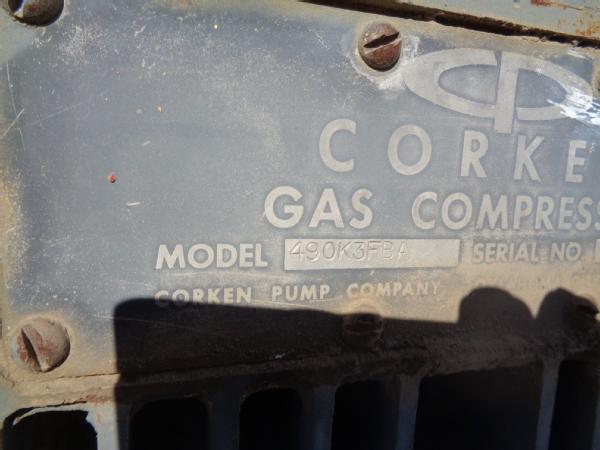 CORKE
GAS COMPRESS
MODEL 490K3FBA SERIAL NO.
CORKEN PUMP COMPANY